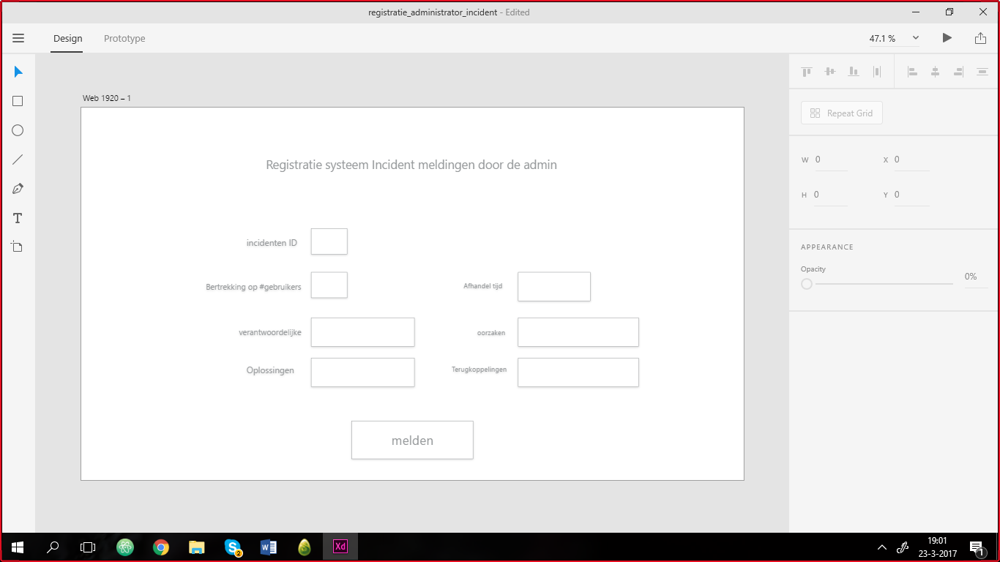 registratie_administrator_incident - Edited
Design Prototype 47.1 %
Web 1920 – 1
Repeat Grid
Registratie systeem Incident meldingen door de admin
W 0 X 0
H 0 Y 0
incidenten ID
APPEARANCE
Opacity
0%
Bertrekking op #gebruikers Afhandel tijd
verantwoordelijke oorzaken
Oplossingen Terugkoppelingen
melden
T
2
W
Xd
19:01
23-3-2017
1